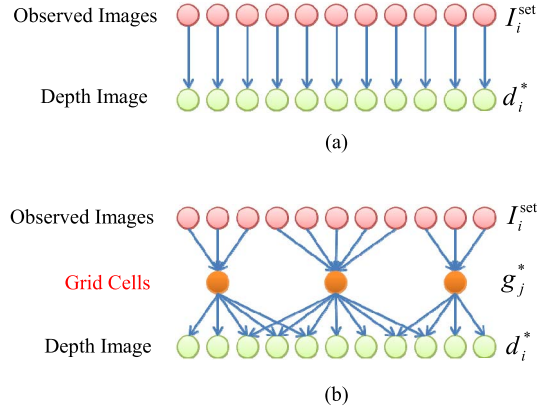 Observed Images I_i^set
Depth Image d_i^*
(a)
Observed Images I_i^set
Grid Cells g_j^*
Depth Image d_i^*
(b)